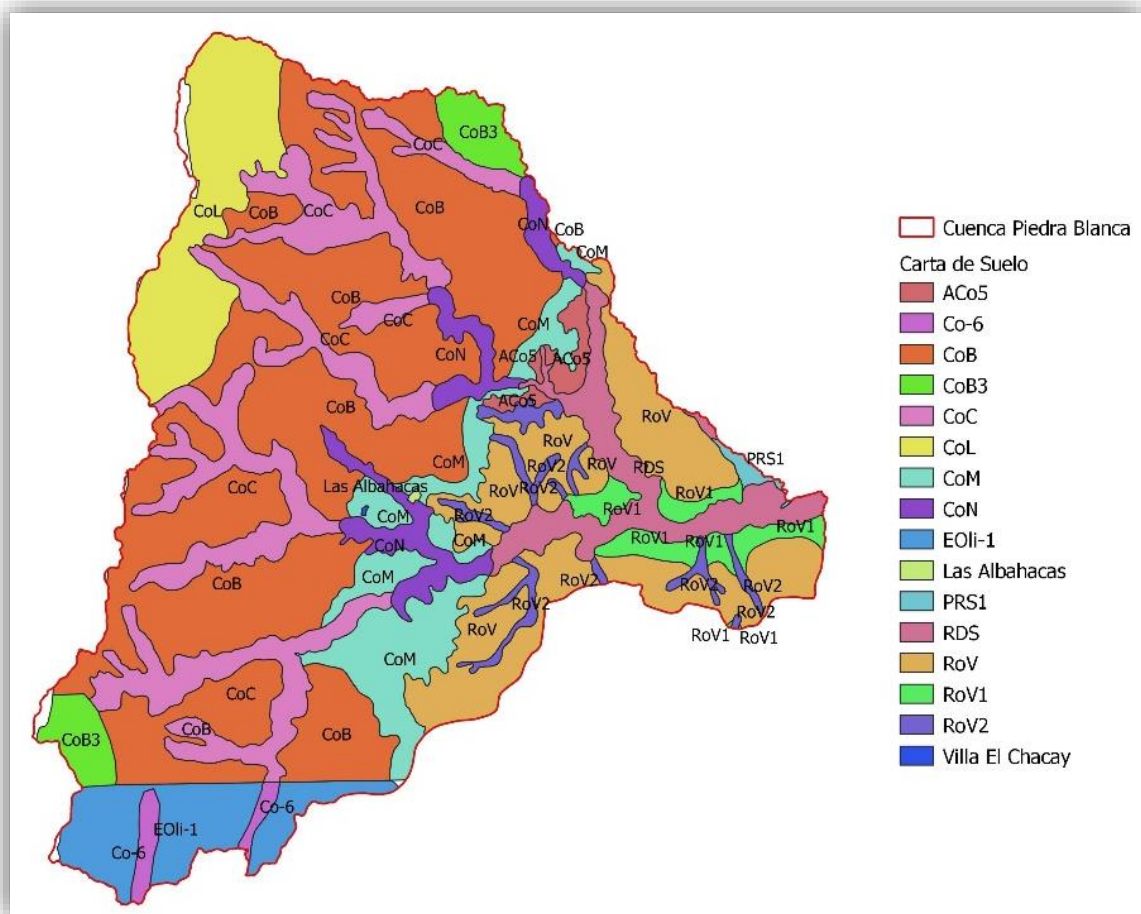 CoB3
CoC
CoL
CoB
CoC
CoB
CoN
CoB
CoM
CoB
CoC
CoC
CoM
CoN
ACo5
ACo5
CoB
ACo5
RoV
RoV
CoM
RoV2
RoV
RDS
PRS1
CoC
Las Albahacas
RoV
RoV2
RoV1
RoV1
RoV2
CoM
RoV1
CoM
CoN
RoV1
RoV1
CoB
CoM
RoV2
RoV2
RoV2
RoV2
RoV2
RoV
RoV1
RoV1
CoM
CoC
CoB
CoB
CoB3
Co-6
EOli-1
Co-6
Cuenca Piedra Blanca
Carta de Suelo
ACo5
Co-6
CoB
CoB3
CoC
CoL
CoM
CoN
EOli-1
Las Albahacas
PRS1
RDS
RoV
RoV1
RoV2
Villa El Chacay